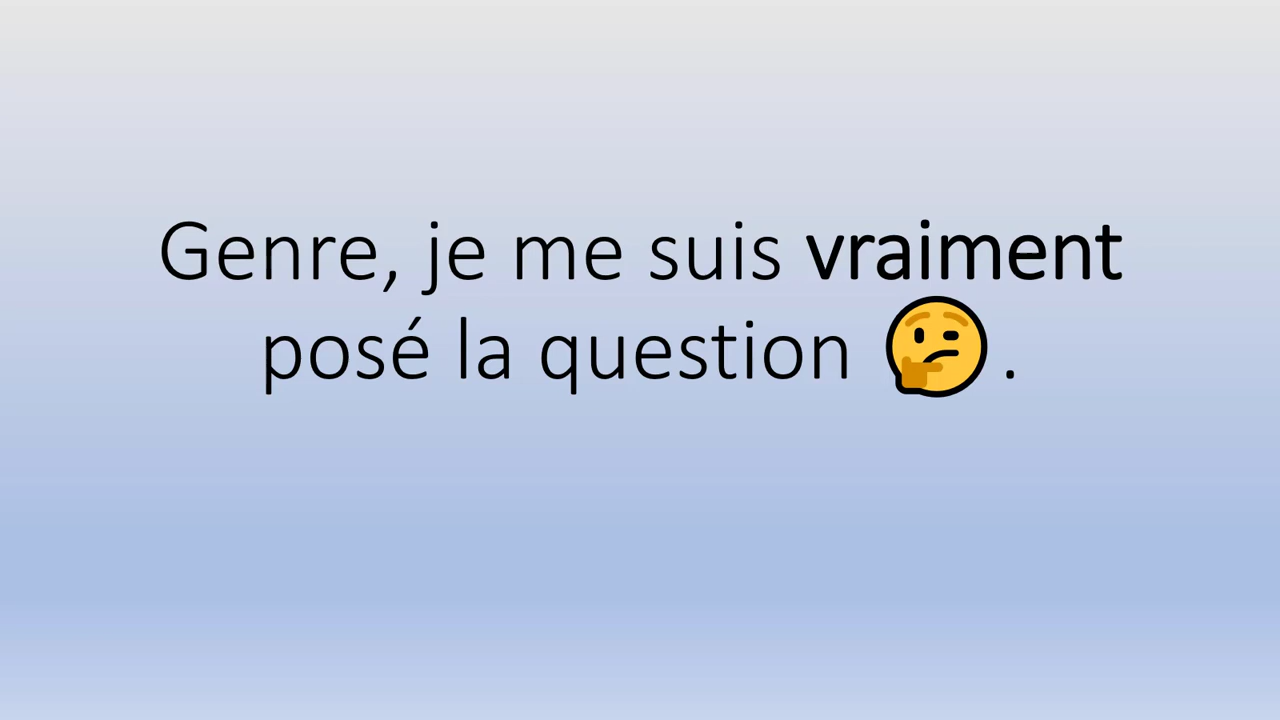 Genre, je me suis vraiment
posé la question 🤔.